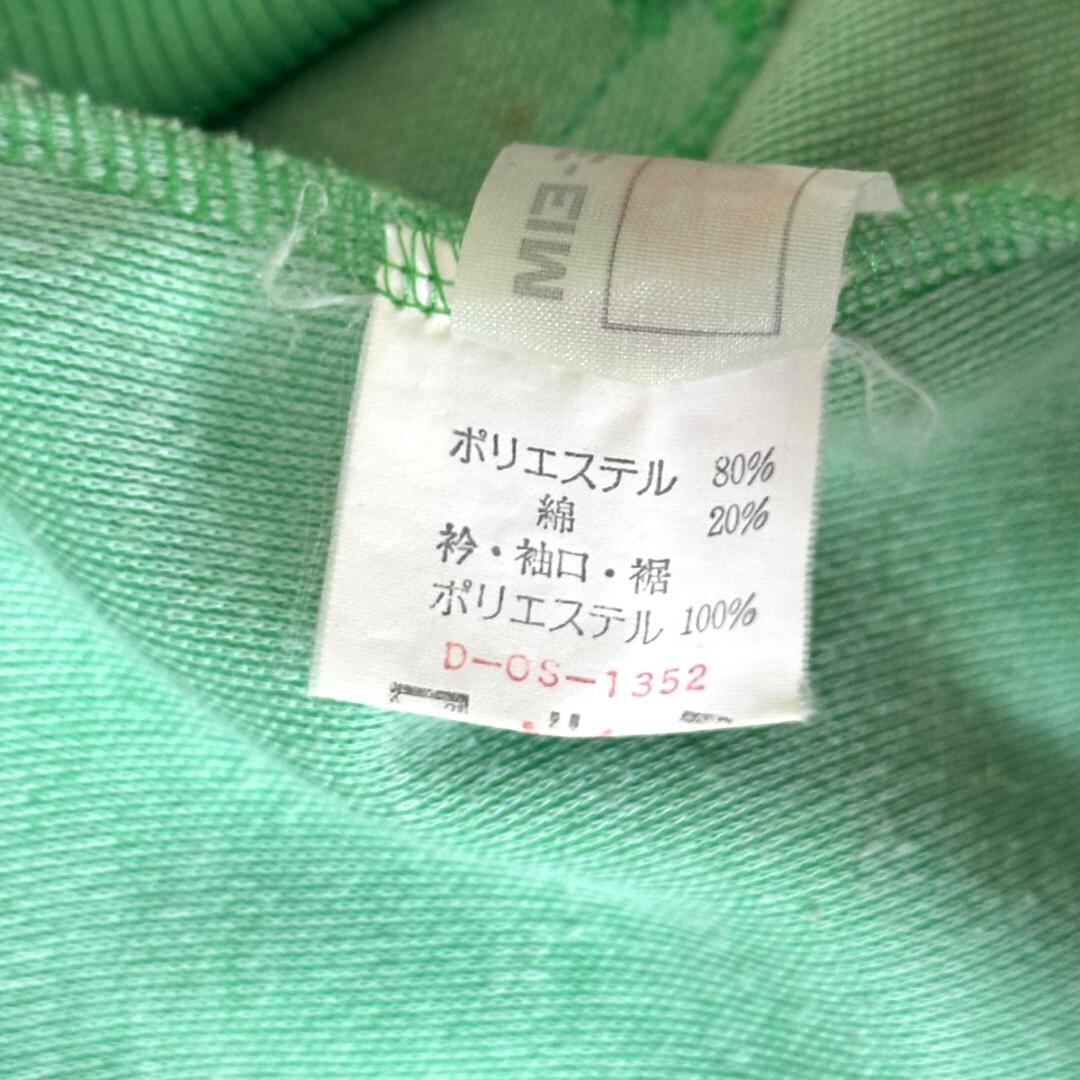 ポリエステル 80%
綿 20%
衿・袖口・裾
ポリエステル 100%
D-OS-1352